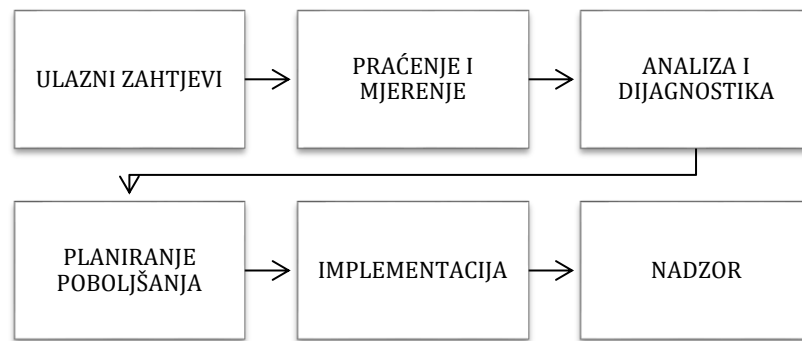 ULAZNI ZAHTJEVI
PRAĆENJE I
MJERENJE
ANALIZA I
DIJAGNOSTIKA
PLANIRANJE
POBOLJŠANJA
IMPLEMENTACIJA
NADZOR